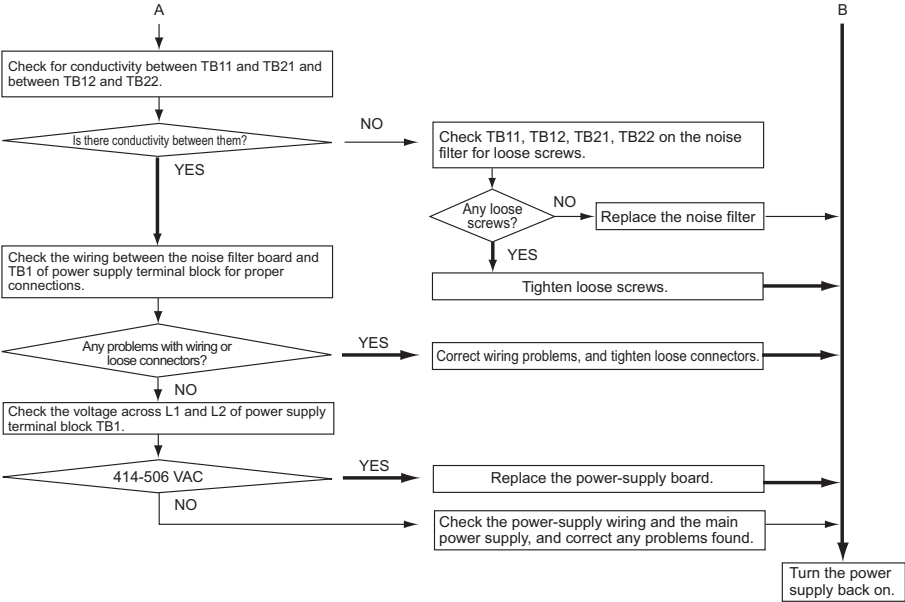 A
B
Check for conductivity between TB11 and TB21 and
between TB12 and TB22.
Is there conductivity between them?
NO
YES
Check TB11, TB12, TB21, TB22 on the noise
filter for loose screws.
Any loose
screws?
NO
Replace the noise filter
YES
Tighten loose screws.
Check the wiring between the noise filter board and
TB1 of power supply terminal block for proper
connections.
Any problems with wiring or
loose connectors?
YES
Correct wiring problems, and tighten loose connectors.
NO
Check the voltage across L1 and L2 of power supply
terminal block TB1.
414-506 VAC
YES
Replace the power-supply board.
NO
Check the power-supply wiring and the main
power supply, and correct any problems found.
Turn the power
supply back on.